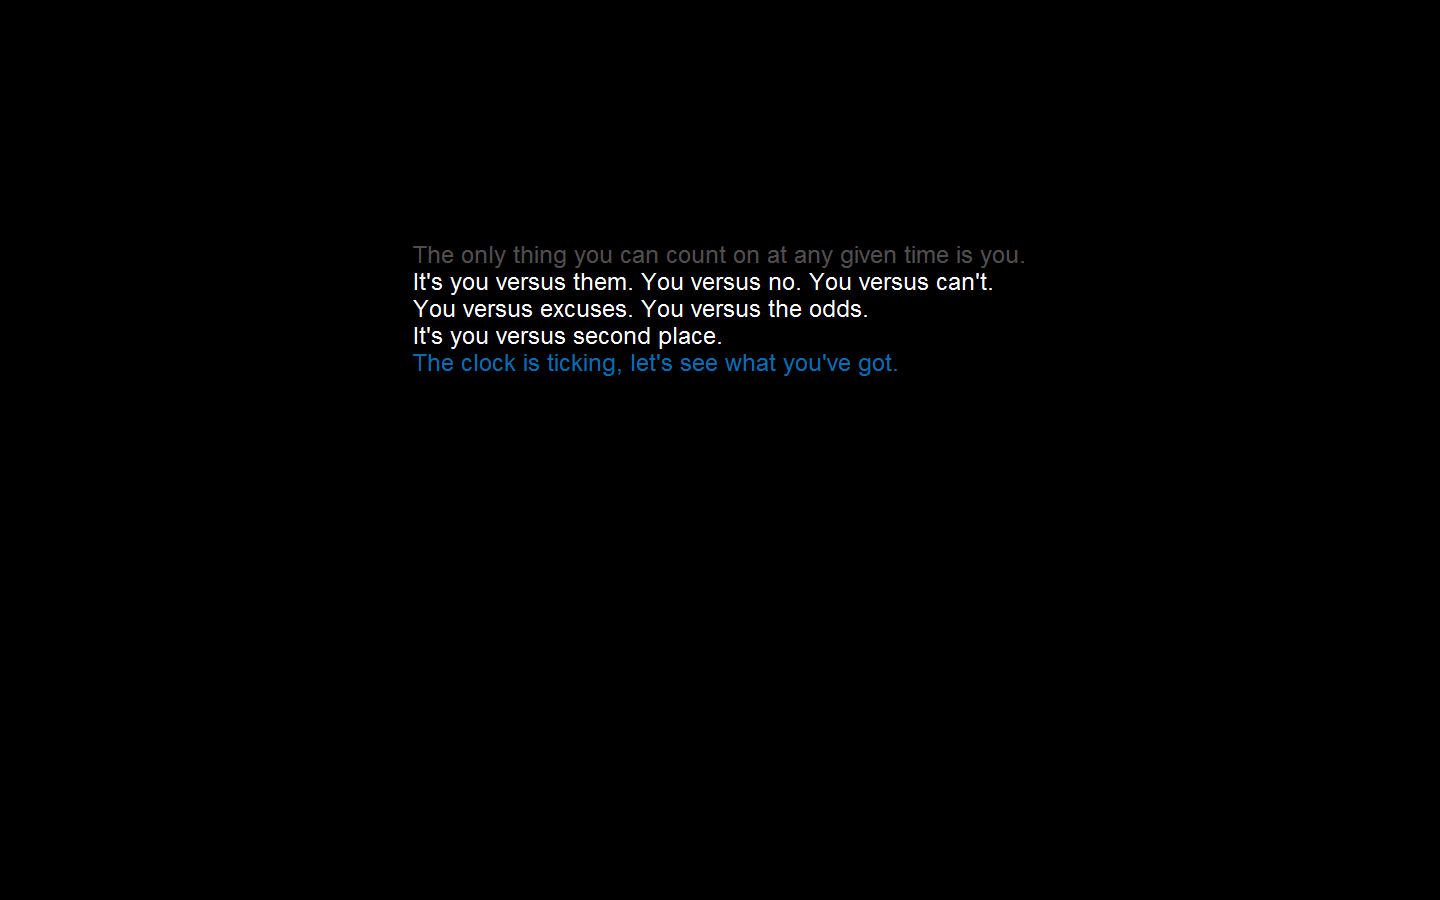 The only thing you can count on at any given time is you.
It's you versus them. You versus no. You versus can't.
You versus excuses. You versus the odds.
It's you versus second place.
The clock is ticking, let's see what you've got.